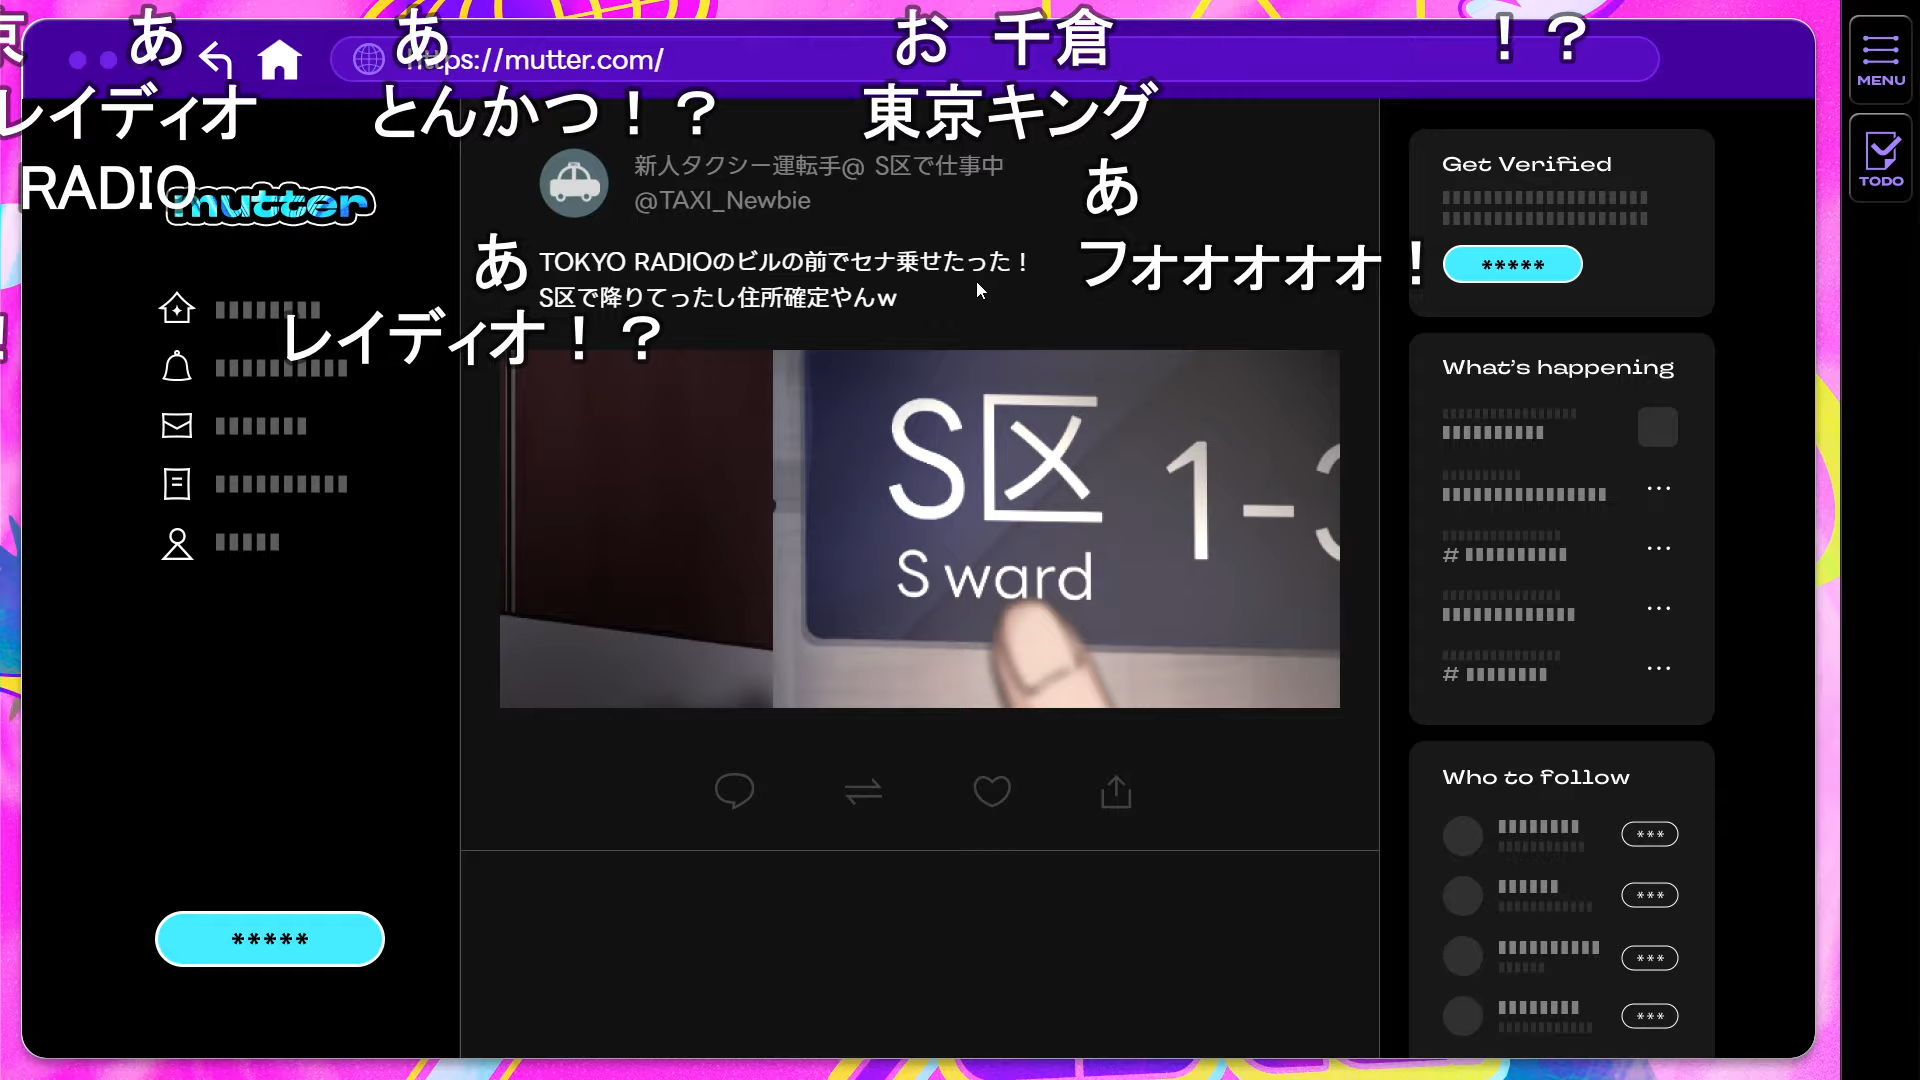 京 あ あ お 千倉 ！？
https://mutter.com/
MENU
レイディオ とんかつ！？ 東京キング
TODO
RADIO
mutter
新人タクシー運転手@ S区で仕事中
@TAXI_Newbie
あ
あ
TOKYO RADIOのビルの前でセナ乗せたった！
S区で降りてったし住所確定やんw
フォオオオオオ！
！
レイディオ！？
S区 1-3
S ward
*****
Get Verified
*****
What's happening
...
# ...
...
# ...
Who to follow
***
***
***
***